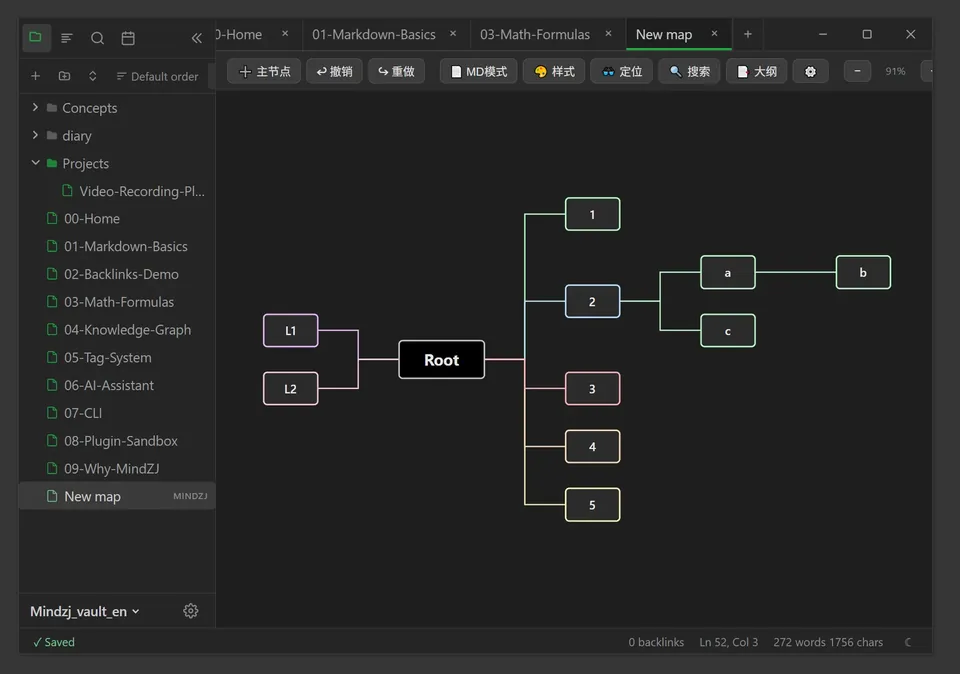 0-Home ×
01-Markdown-Basics ×
03-Math-Formulas ×
New map ×
+
Default order
主节点
↩ 撤销
↪ 重做
MD模式
样式
定位
搜索
大纲
91%
Concepts
diary
Projects
Video-Recording-Pl...
00-Home
01-Markdown-Basics
02-Backlinks-Demo
03-Math-Formulas
04-Knowledge-Graph
05-Tag-System
06-AI-Assistant
07-CLI
08-Plugin-Sandbox
09-Why-MindZJ
New map MINDZJ
L1
L2
Root
1
2
a
b
c
3
4
5
Mindzj_vault_en
✓ Saved
0 backlinks
Ln 52, Col 3
272 words 1756 chars